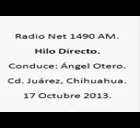 Radio Net 1490 AM.
Hilo Directo.
Conduce: Ángel Otero.
Cd. Juárez, Chihuahua.
17 Octubre 2013.